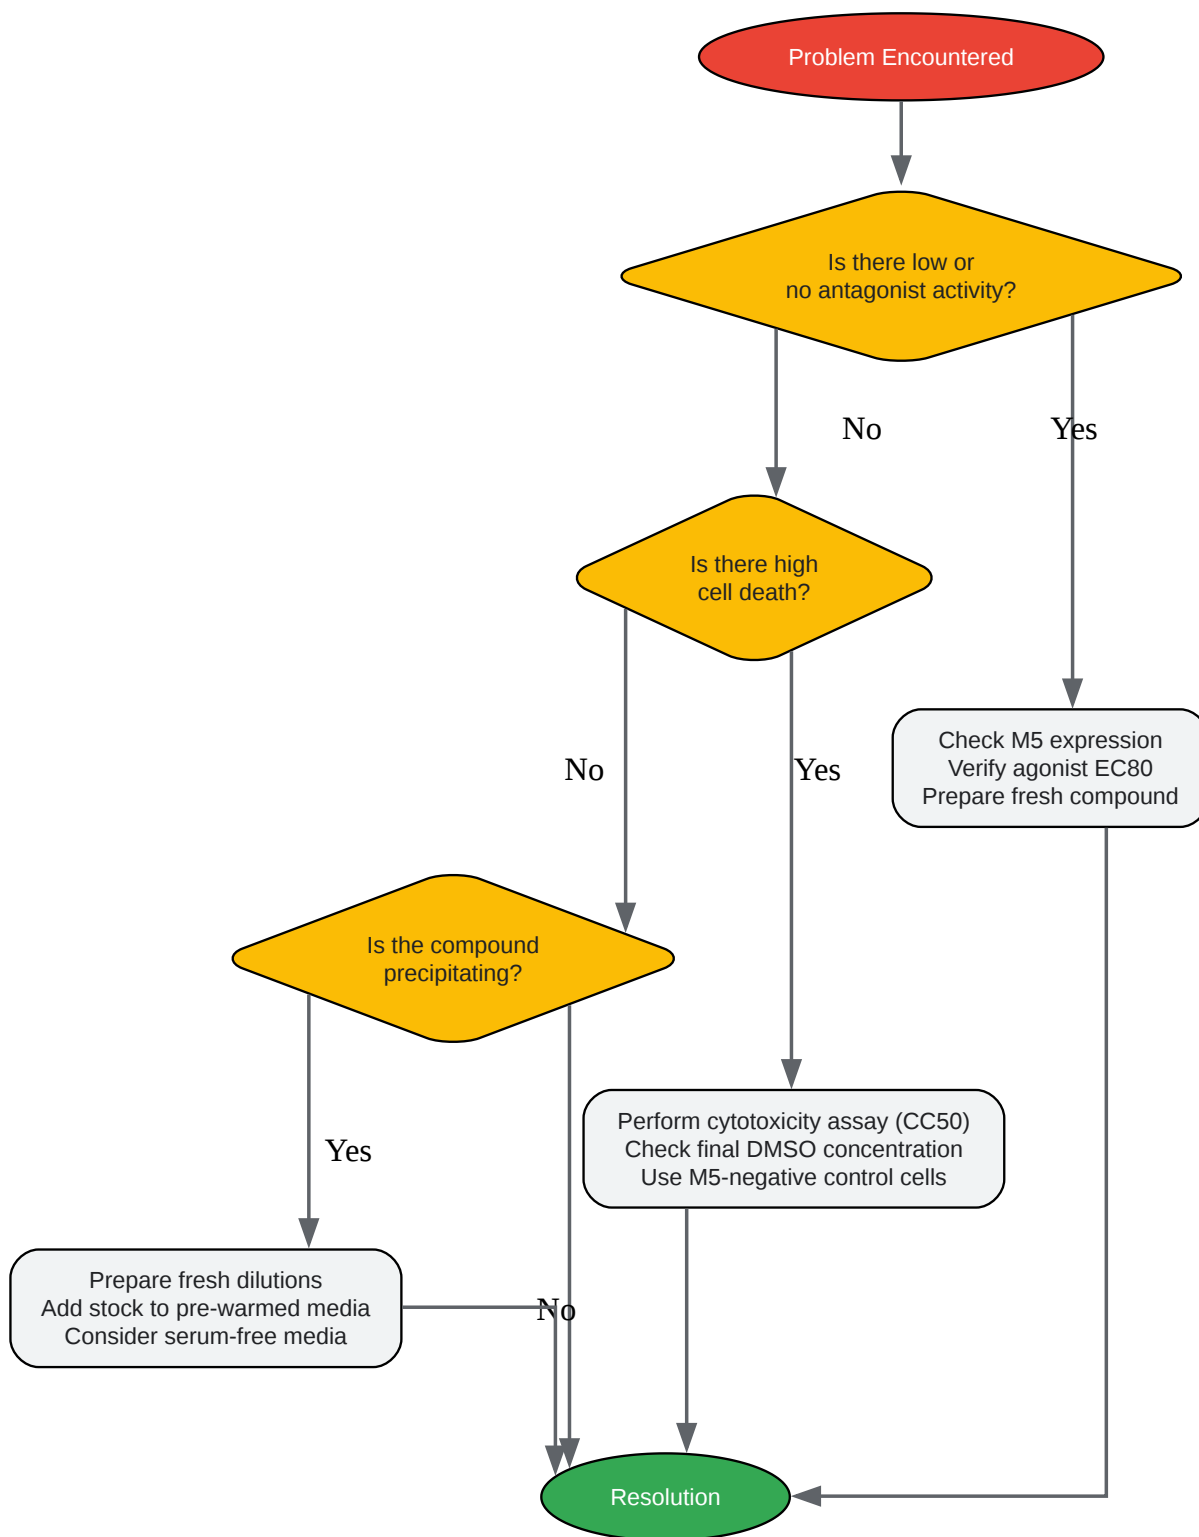 Problem Encountered
Is there low or
no antagonist activity?
No
Yes
Is there high
cell death?
No
Yes
Check M5 expression
Verify agonist EC80
Prepare fresh compound
Is the compound
precipitating?
Yes
Perform cytotoxicity assay (CC50)
Check final DMSO concentration
Use M5-negative control cells
Prepare fresh dilutions
Add stock to pre-warmed media
Consider serum-free media
No
Resolution